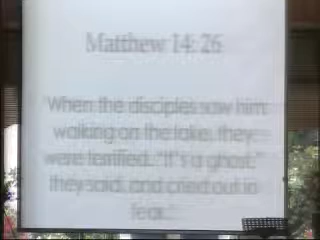 Matthew 14: 26
"When the disciples saw him
walking on the lake, they
were terrified. "It's a ghost,"
they said, and cried out in
fear."